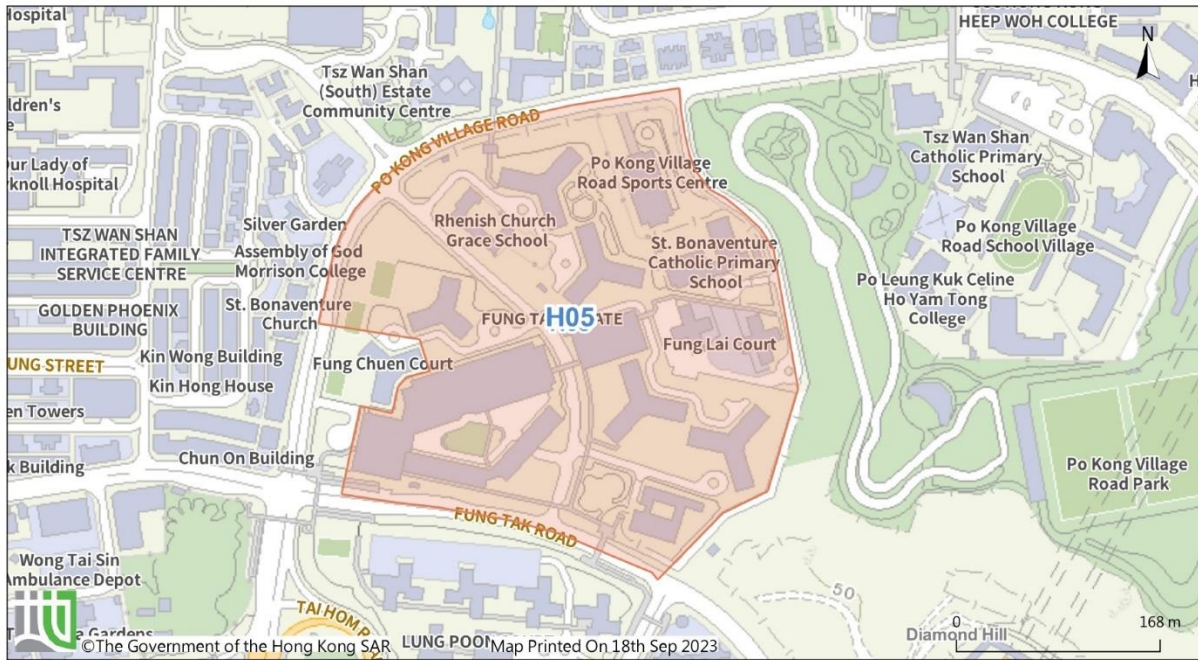 Hospital
HEEP WOH COLLEGE
N
Tsz Wan Shan
(South) Estate
Community Centre
PO KONG VILLAGE ROAD
Tsz Wan Shan
Catholic Primary
School
Our Lady of
Hospital
Po Kong Village
Road Sports Centre
Rhenish Church
Grace School
Silver Garden
TSZ WAN SHAN
INTEGRATED FAMILY
SERVICE CENTRE
Assembly of God
Morrison College
St. Bonaventure
Catholic Primary
School
Po Kong Village
Road School Village
Po Leung Kuk Celine
Ho Yam Tong
College
GOLDEN PHOENIX
BUILDING
St. Bonaventure
Church
H05
Fung Lai Court
UNG STREET
Kin Wong Building
Fung Chuen Court
Kin Hong House
en Towers
k Building
Chun On Building
Po Kong Village
Road Park
FUNG TAK ROAD
Wong Tai Sin
Ambulance Depot
50
TAI HOM
Gardens
LUNG POON
Diamond Hill
0
168 m
©The Government of the Hong Kong SAR
Map Printed On 18th Sep 2023